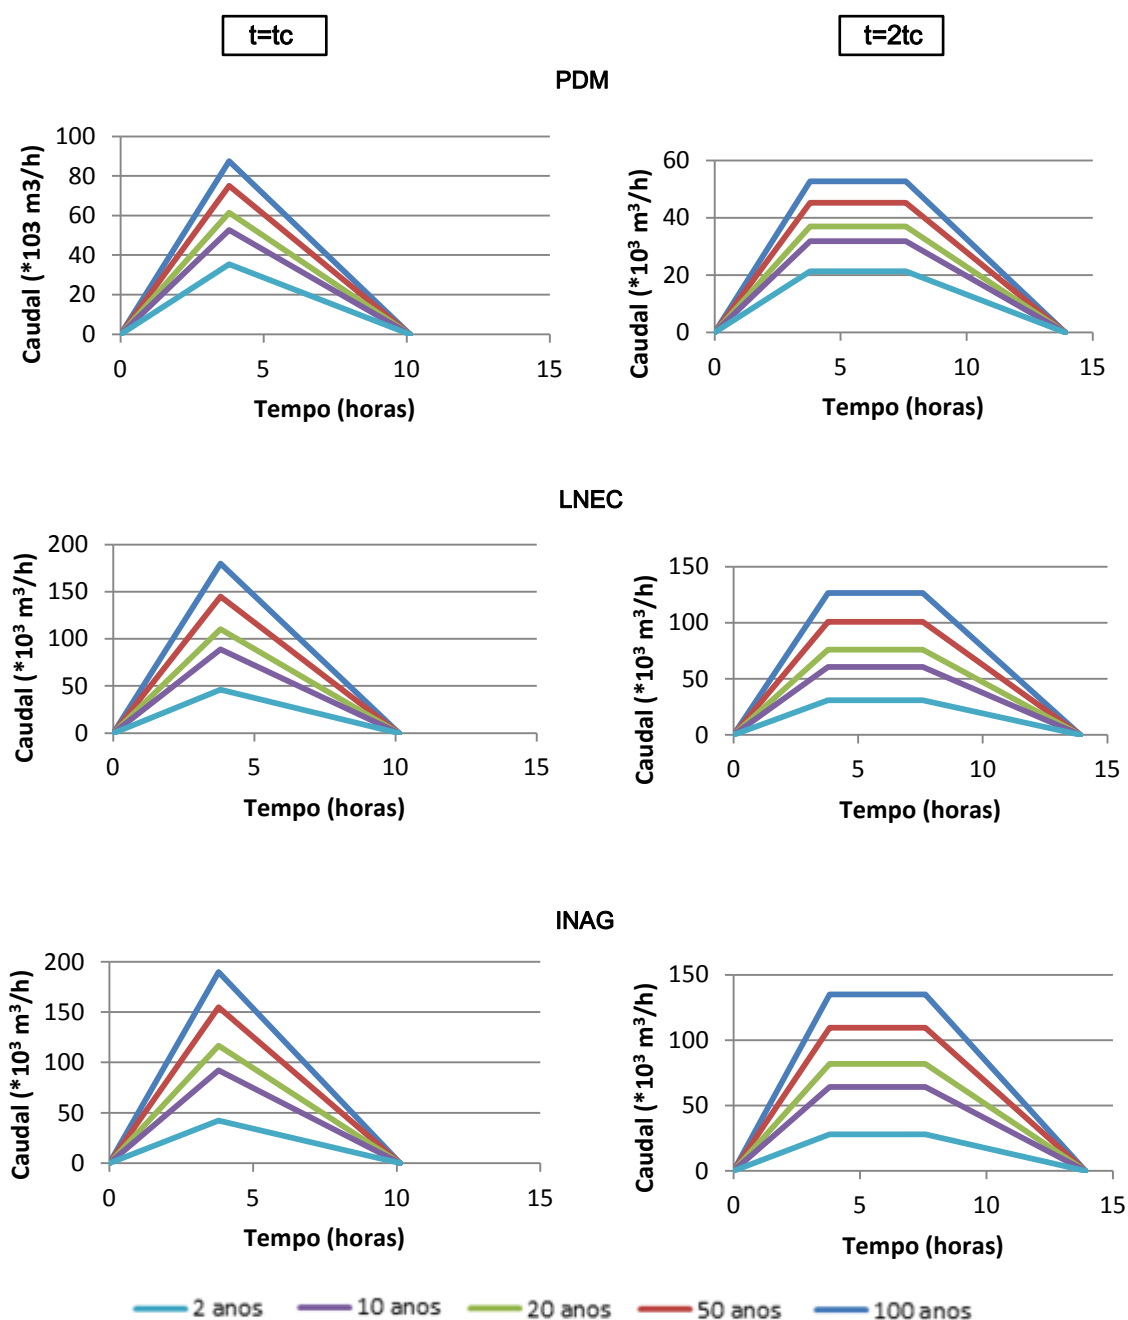 t=tc
t=2tc
PDM
Caudal (*103 m3/h)
100
80
60
40
20
0
0 5 10 15
Tempo (horas)
Caudal (*10³ m³/h)
60
40
20
0
0 5 10 15
Tempo (horas)
LNEC
Caudal (*10³ m³/h)
200
150
100
50
0
0 5 10 15
Tempo (horas)
Caudal (*10³ m³/h)
150
100
50
0
0 5 10 15
Tempo (horas)
INAG
Caudal (*10³ m³/h)
200
150
100
50
0
0 5 10 15
Tempo (horas)
Caudal (*10³ m³/h)
150
100
50
0
0 5 10 15
Tempo (horas)
2 anos 10 anos 20 anos 50 anos 100 anos